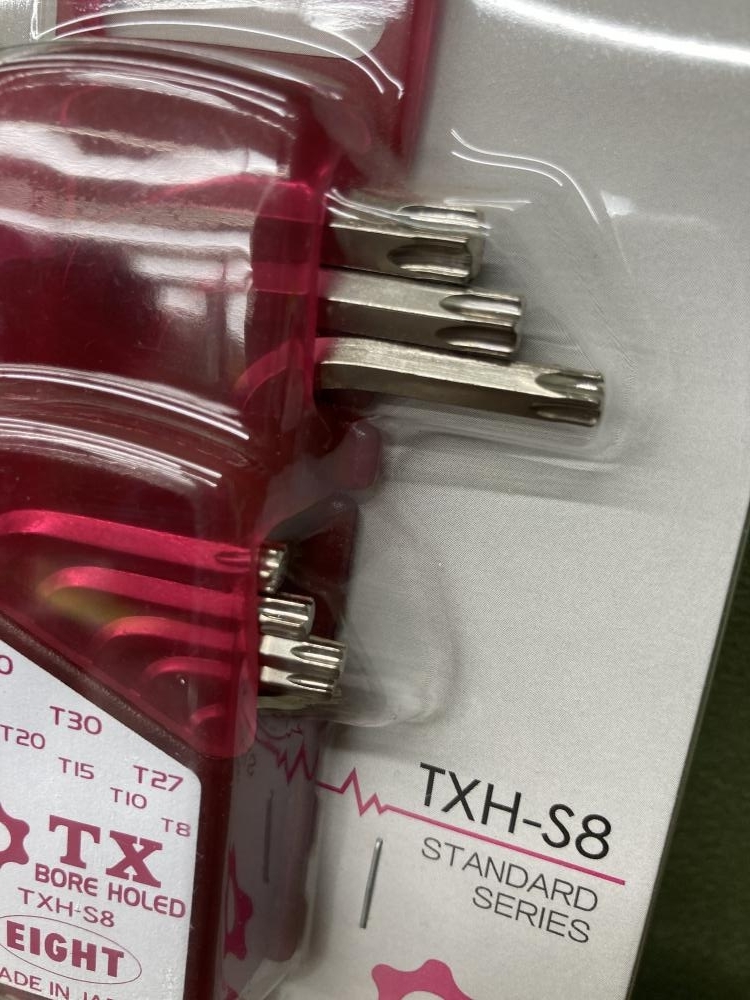 T30
T20
T15
T27
T10
T8
TX
BORE HOLED
TXH-S8
EIGHT
TXH-S8
STANDARD
SERIES